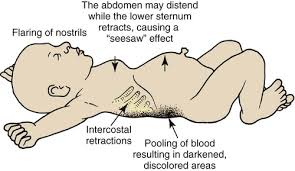 The abdomen may distend
while the lower sternum
retracts, causing a
“seesaw” effect
Flaring of nostrils
Intercostal
retractions
Pooling of blood
resulting in darkened,
discolored areas